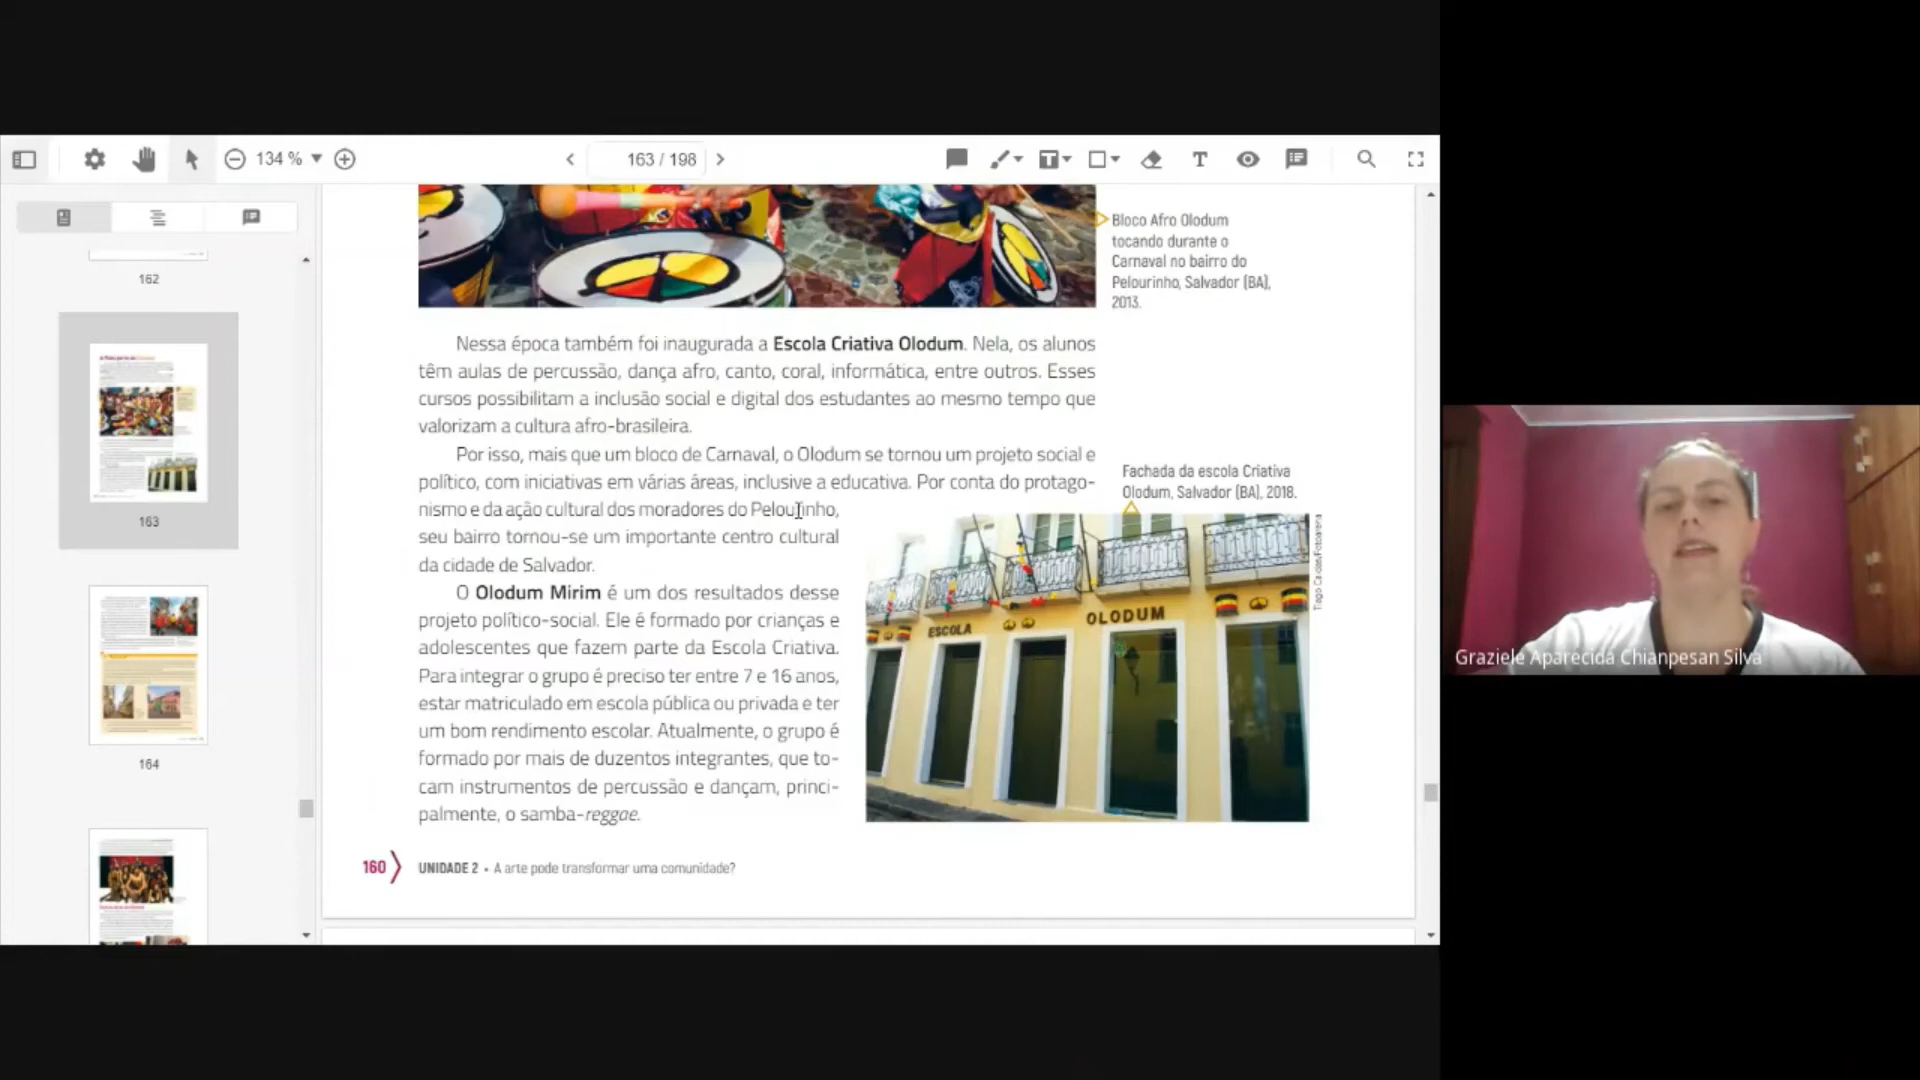 134 %
163 / 198
162
163
164
Bloco Afro Olodum
tocando durante o
Carnaval no bairro do
Pelourinho, Salvador (BA),
2013.
Nessa época também foi inaugurada a Escola Criativa Olodum. Nela, os alunos
têm aulas de percussão, dança afro, canto, coral, informática, entre outros. Esses
cursos possibilitam a inclusão social e digital dos estudantes ao mesmo tempo que
valorizam a cultura afro-brasileira.
Por isso, mais que um bloco de Carnaval, o Olodum se tornou um projeto social e
político, com iniciativas em várias áreas, inclusive a educativa. Por conta do protago-
nismo e da ação cultural dos moradores do Pelourinho,
seu bairro tornou-se um importante centro cultural
da cidade de Salvador.
O Olodum Mirim é um dos resultados desse
projeto político-social. Ele é formado por crianças e
adolescentes que fazem parte da Escola Criativa.
Para integrar o grupo é preciso ter entre 7 e 16 anos,
estar matriculado em escola pública ou privada e ter
um bom rendimento escolar. Atualmente, o grupo é
formado por mais de duzentos integrantes, que to-
cam instrumentos de percussão e dançam, princi-
palmente, o samba-reggae.
Fachada da escola Criativa
Olodum, Salvador (BA), 2018.
ESCOLA
OLODUM
160
UNIDADE 2 • A arte pode transformar uma comunidade?
Graziele Aparecida Chianpesan Silva